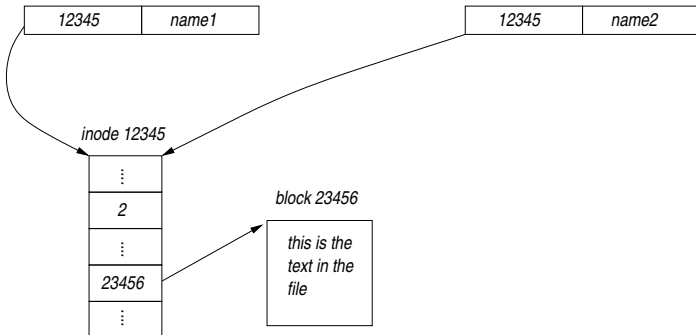 12345 name1 12345 name2
inode 12345
...
2
...
23456
...
block 23456
this is the
text in the
file